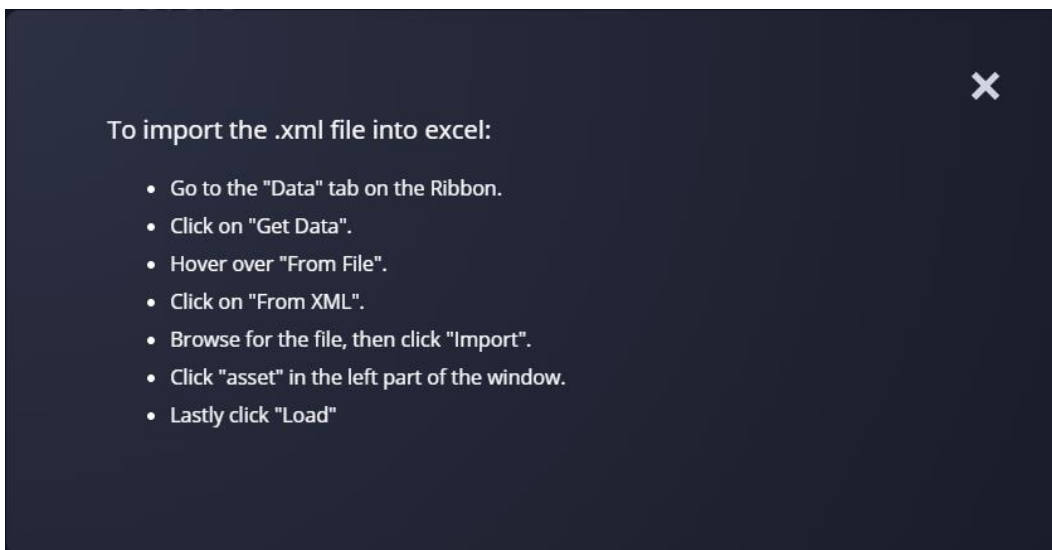 To import the .xml file into excel:
• Go to the "Data" tab on the Ribbon.
• Click on "Get Data".
• Hover over "From File".
• Click on "From XML".
• Browse for the file, then click "Import".
• Click "asset" in the left part of the window.
• Lastly click "Load"